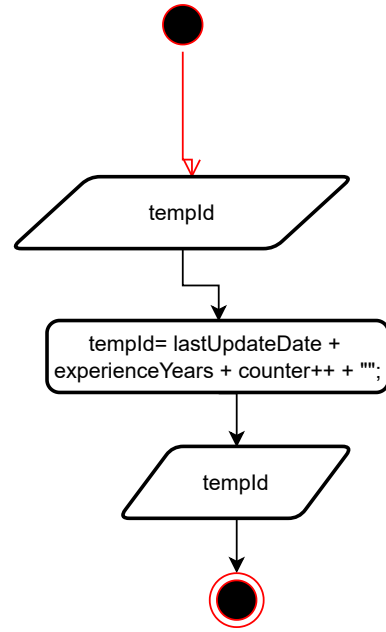 tempId
tempId= lastUpdateDate +
experienceYears + counter++ + "";
tempId